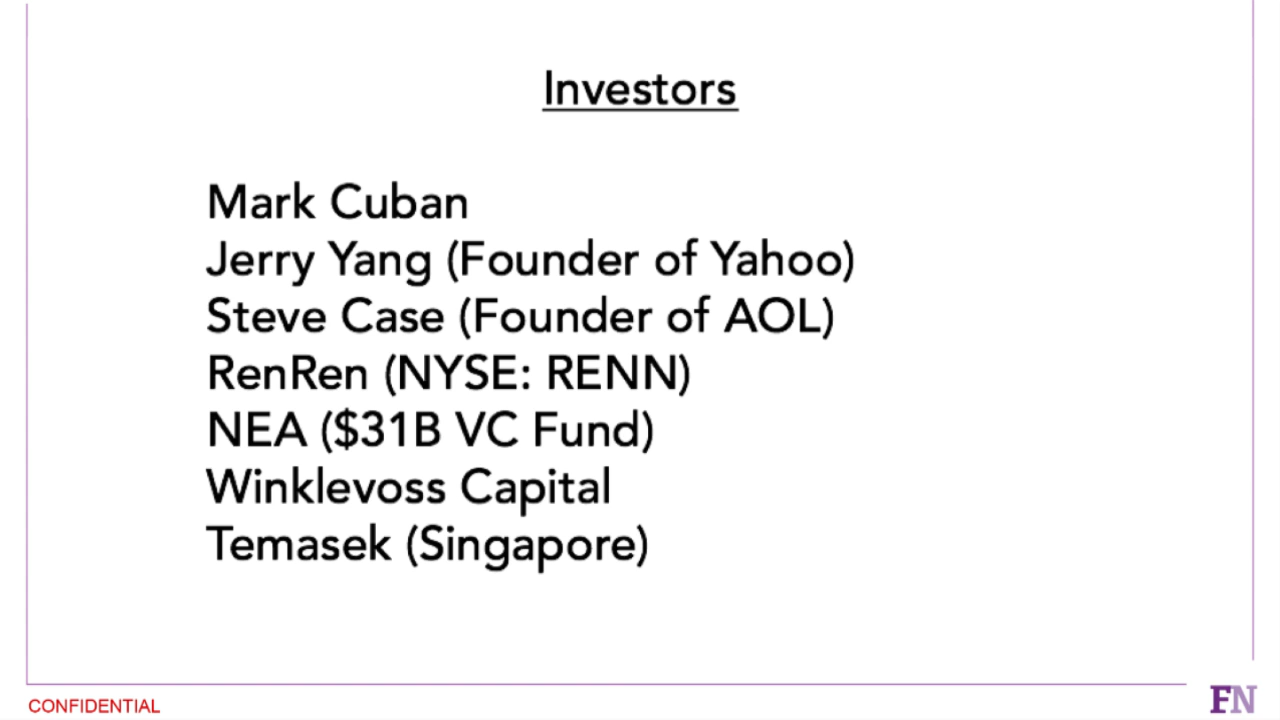 Investors
Mark Cuban
Jerry Yang (Founder of Yahoo)
Steve Case (Founder of AOL)
RenRen (NYSE: RENN)
NEA ($31B VC Fund)
Winklevoss Capital
Temasek (Singapore)
CONFIDENTIAL
FN